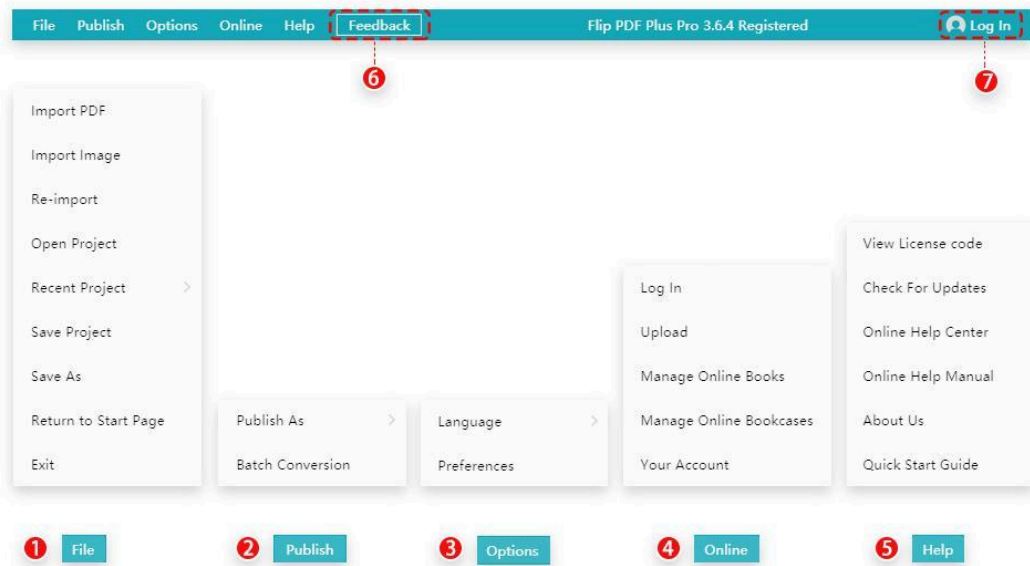 File Publish Options Online Help Feedback Flip PDF Plus Pro 3.6.4 Registered Log In
6 7
Import PDF
Import Image
Re-import
Open Project
Recent Project
Save Project
Save As
Return to Start Page
Exit
Publish As
Batch Conversion
Language
Preferences
Log In
Upload
Manage Online Books
Manage Online Bookcases
Your Account
View License code
Check For Updates
Online Help Center
Online Help Manual
About Us
Quick Start Guide
1 File 2 Publish 3 Options 4 Online 5 Help